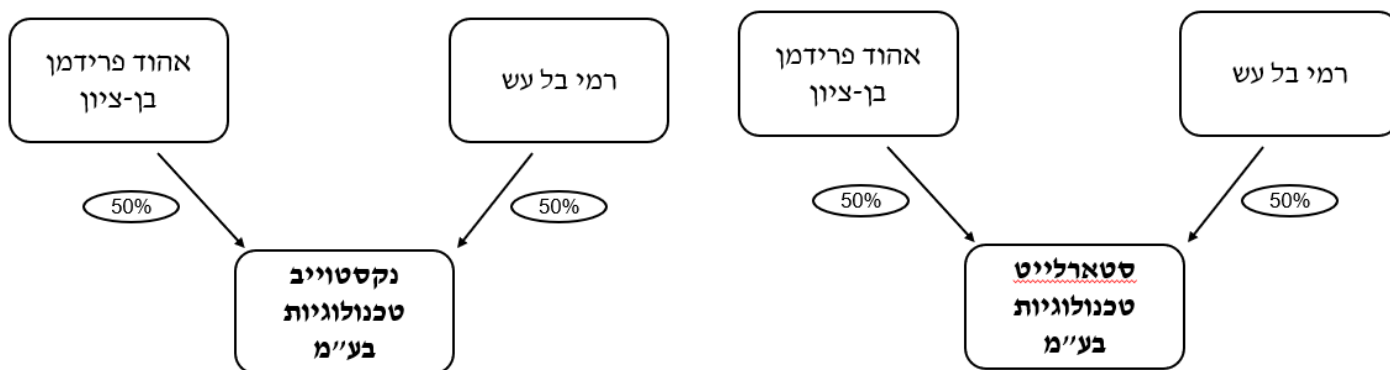 רמי בל עש
אהוד פרידמן
בן-ציון
50%
50%
סטארלייט
טכנולוגיות
בע"מ
רמי בל עש
אהוד פרידמן
בן-ציון
50%
50%
נקסטוייב
טכנולוגיות
בע"מ